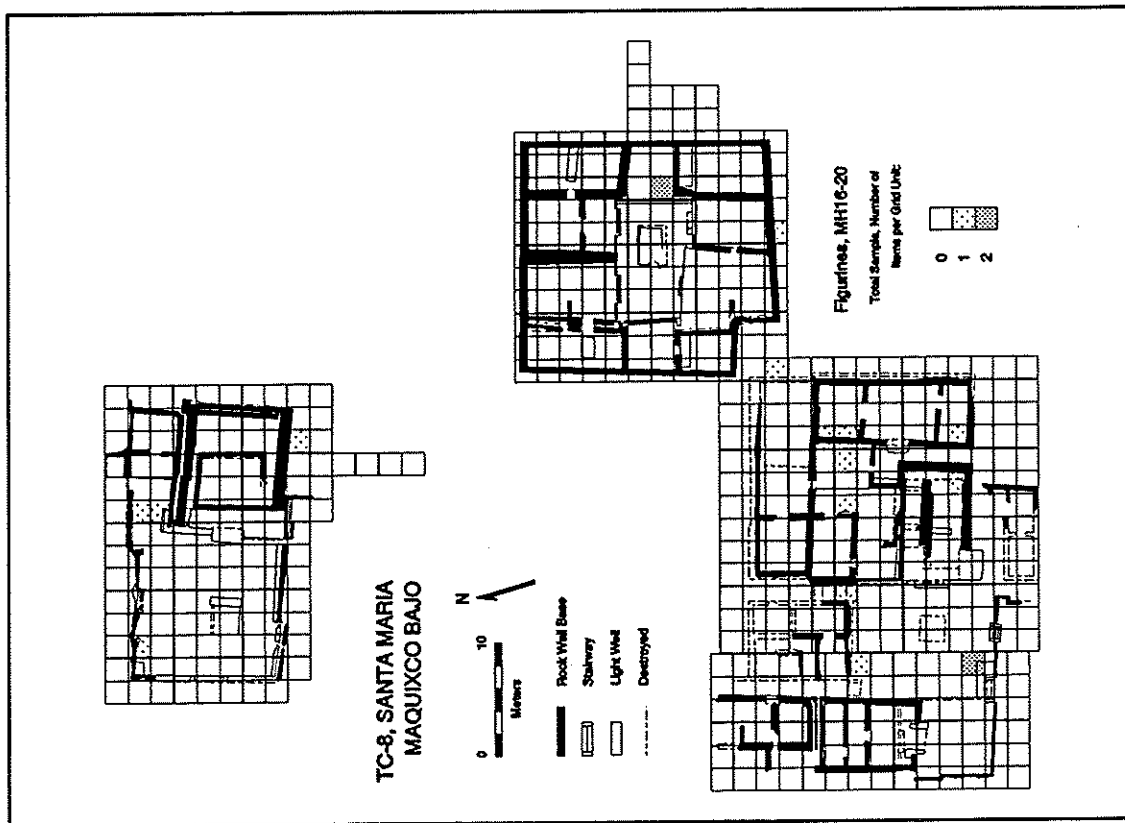 TC-8, SANTA MARIA
MAQUIXCO BAJO
N
0 10
Meters
Rock Wall Base
Stairway
Light Well
Destroyed
Figurines, MH16-20
Total Sample, Number of
Items per Grid Unit:
0
1
2